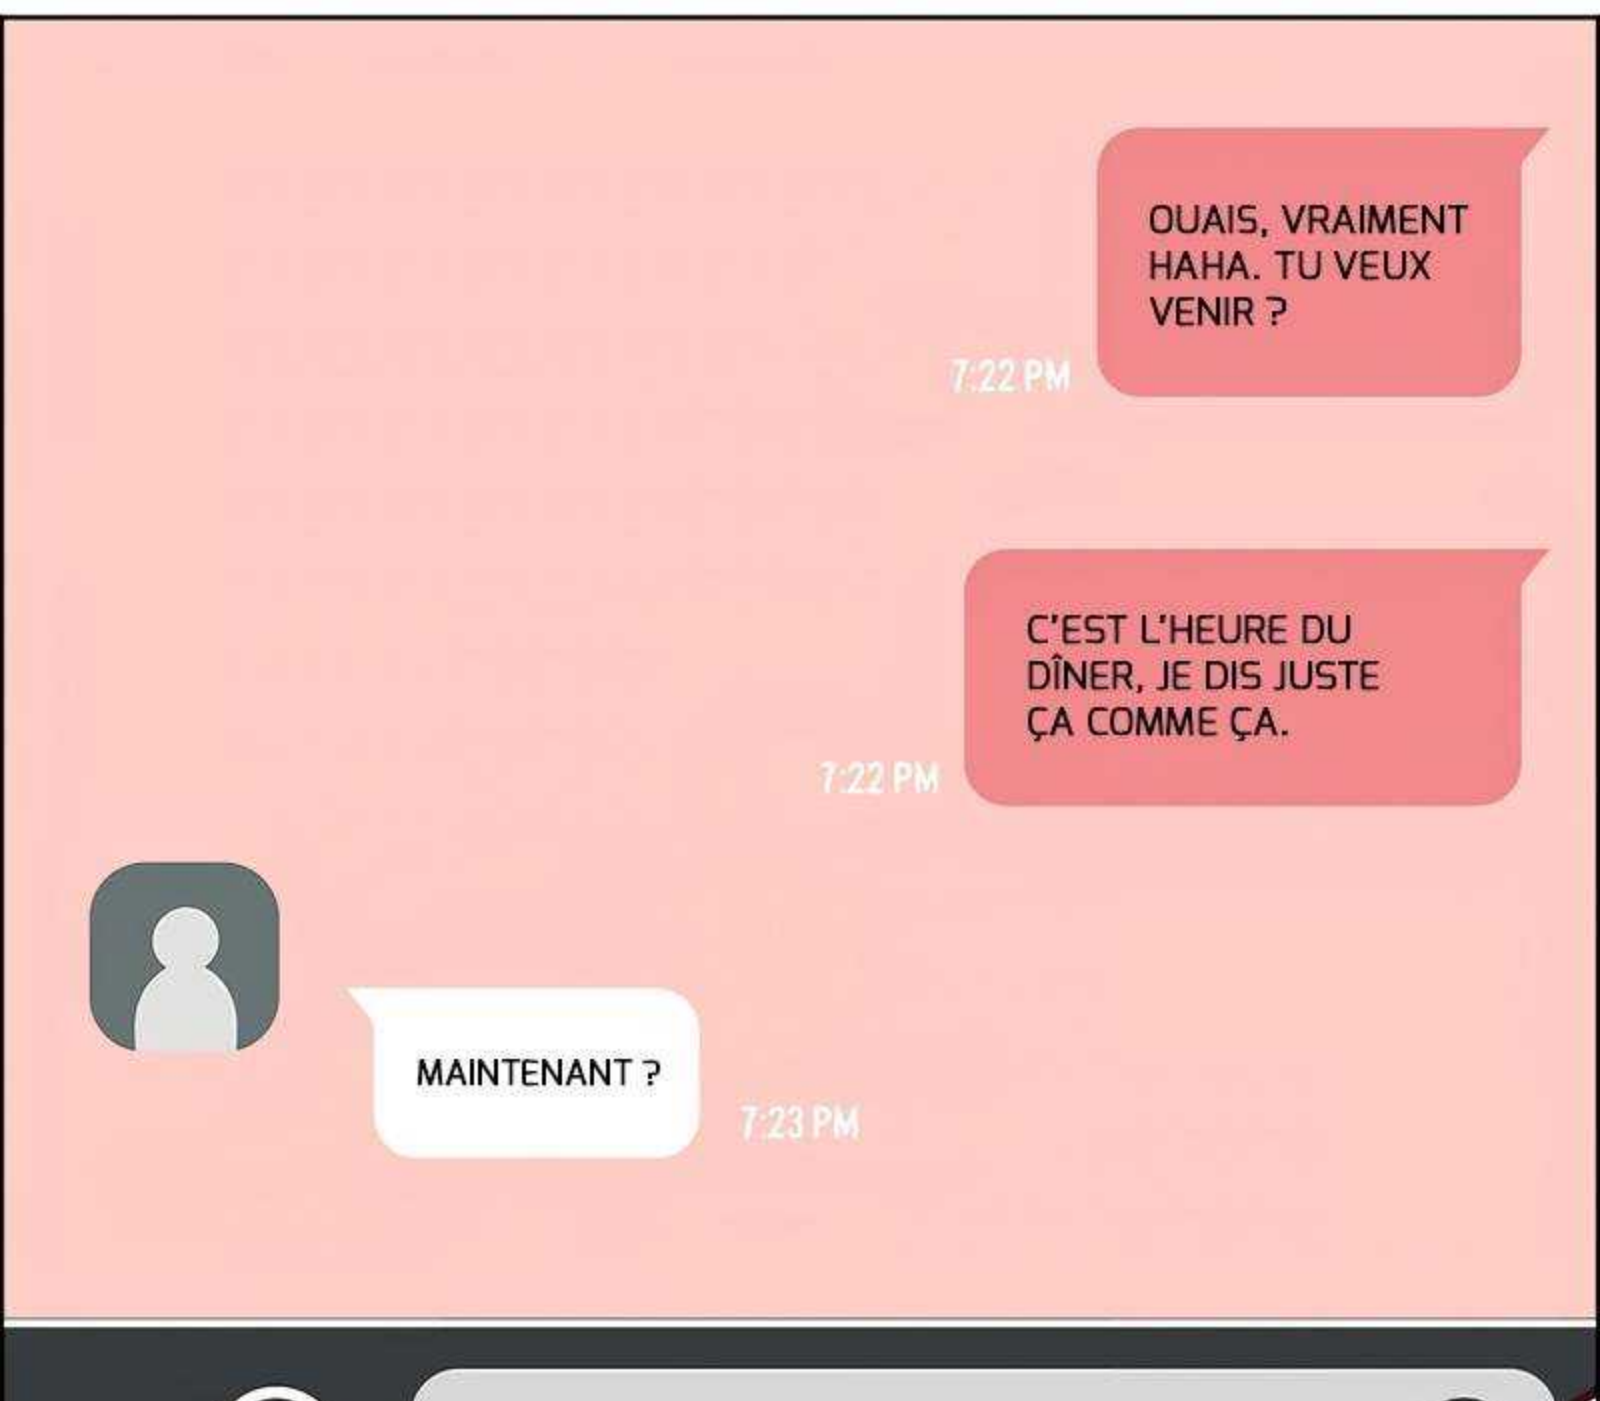 OUAIS, VRAIMENT
HAHA. TU VEUX
VENIR ?
7:22 PM
C'EST L'HEURE DU
DÎNER, JE DIS JUSTE
ÇA COMME ÇA.
7:22 PM
MAINTENANT ?
7:23 PM